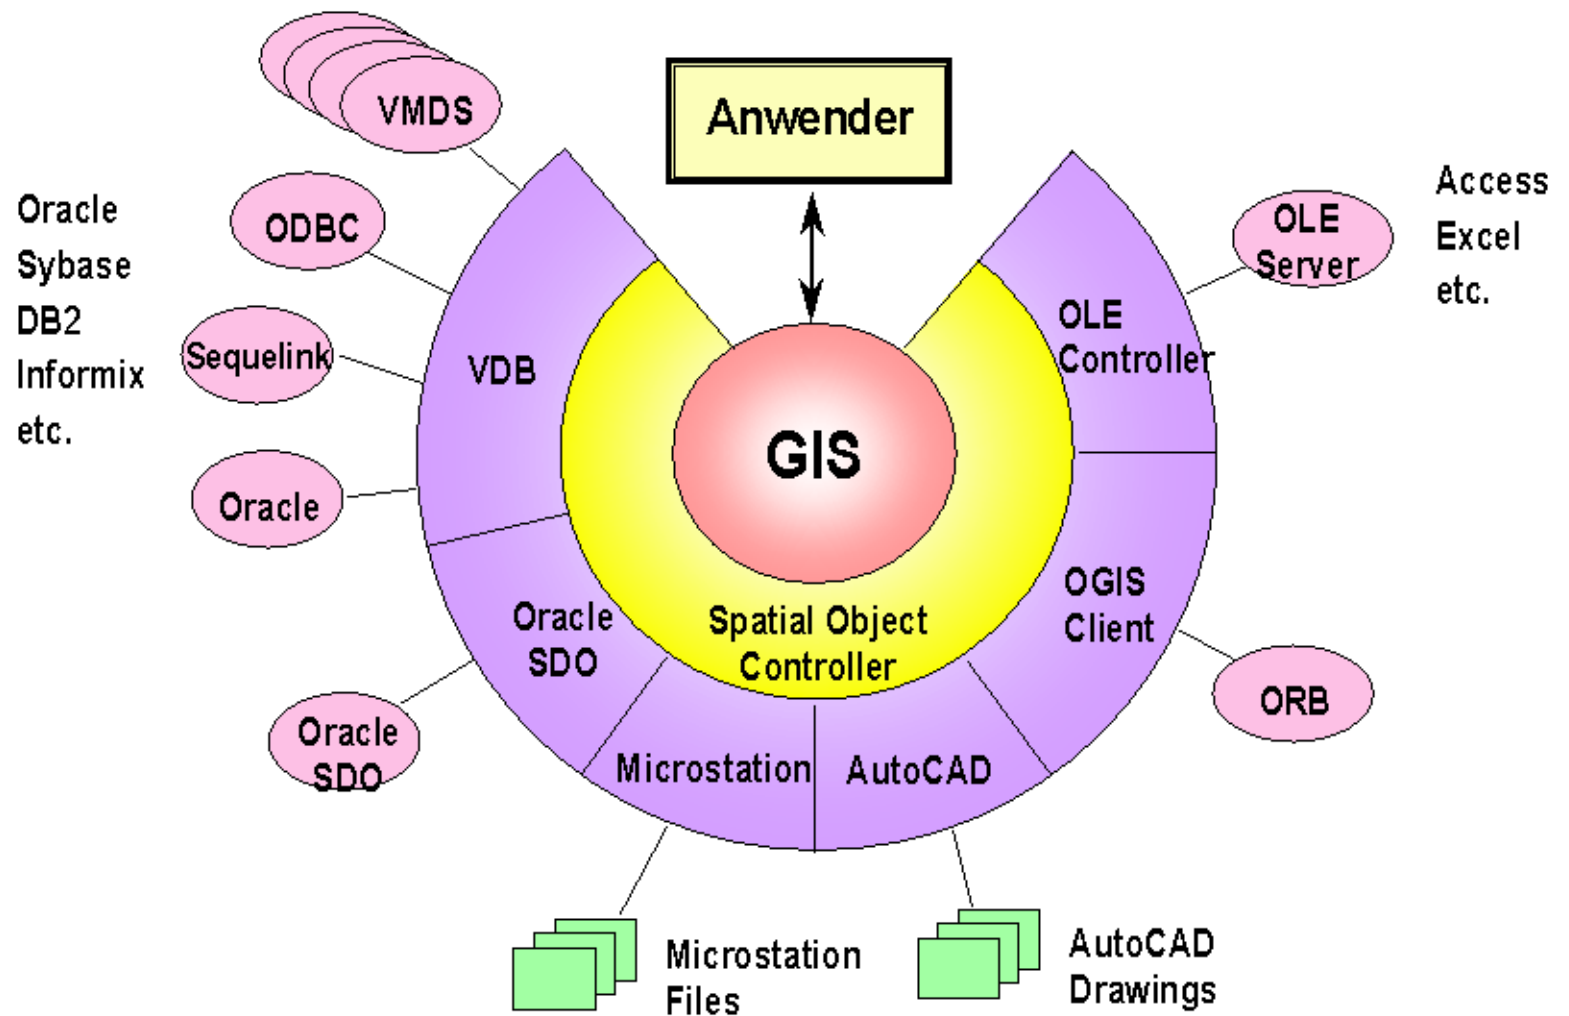 VMDS
Anwender
Oracle
Sybase
DB2
Informix
etc.
ODBC
Sequelink
Oracle
Oracle
SDO
VDB
Oracle
SDO
Microstation
AutoCAD
OGIS
Client
OLE
Controller
GIS
Spatial Object
Controller
OLE
Server
Access
Excel
etc.
ORB
Microstation
Files
AutoCAD
Drawings